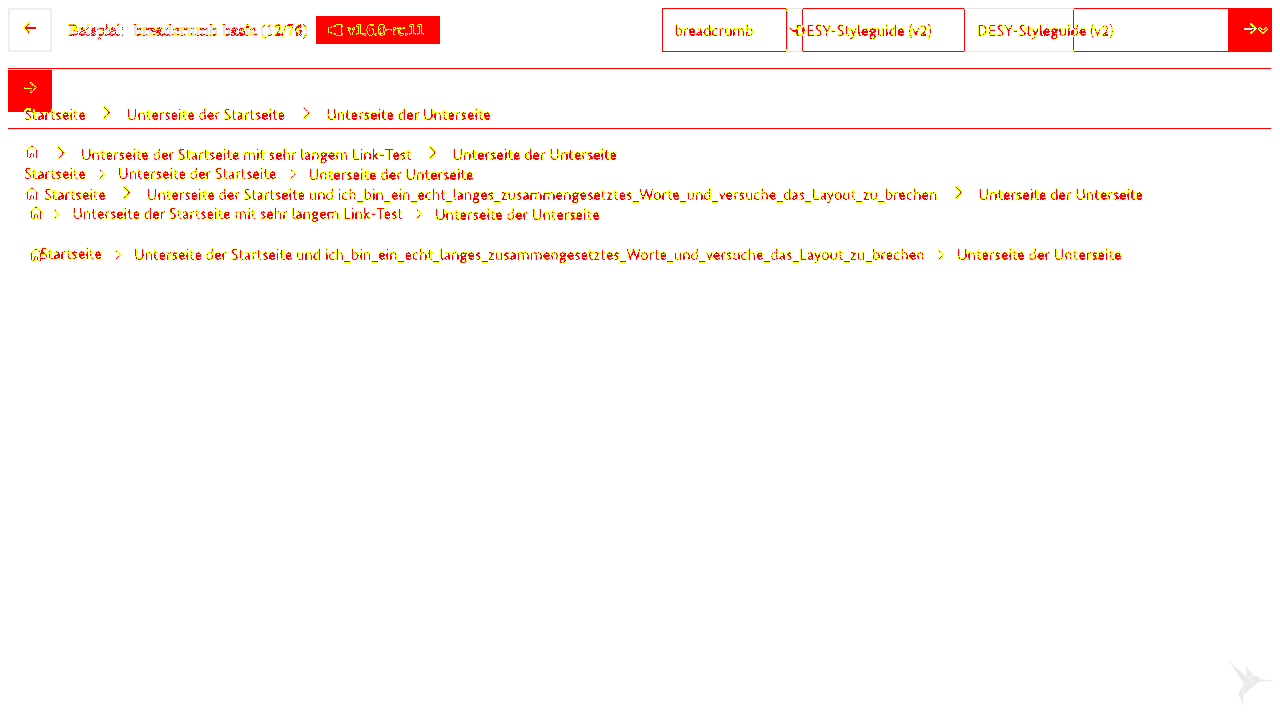 Beispiel: breadcrumb basic (12/76) v1.6.0-rc.11 breadcrumb DESY-Styleguide (v2) DESY-Styleguide (v2)
Startseite Unterseite der Startseite Unterseite der Unterseite
Unterseite der Startseite mit sehr langem Link-Test Unterseite der Unterseite
Startseite Unterseite der Startseite Unterseite der Unterseite
Startseite Unterseite der Startseite und ich_bin_ein_echt_langes_zusammengesetztes_Worte_und_versuche_das_Layout_zu_brechen Unterseite der Unterseite
Unterseite der Startseite mit sehr langem Link-Test Unterseite der Unterseite
Startseite Unterseite der Startseite und ich_bin_ein_echt_langes_zusammengesetztes_Worte_und_versuche_das_Layout_zu_brechen Unterseite der Unterseite